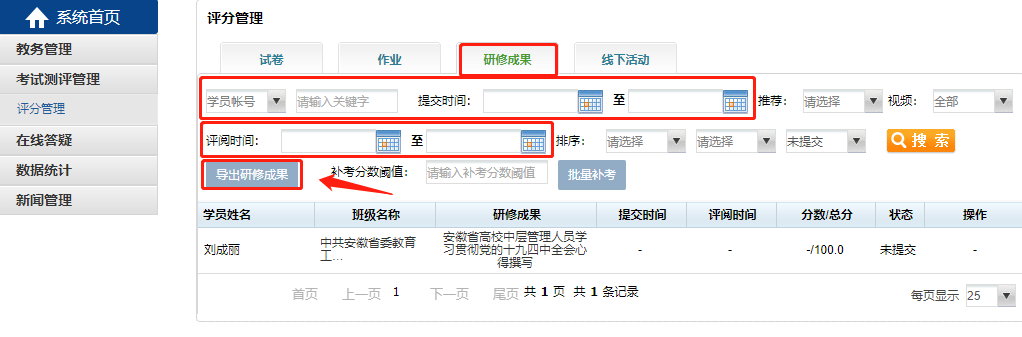 系统首页
教务管理
考试测评管理
评分管理
在线答疑
数据统计
新闻管理
评分管理
试卷 作业 研修成果 线下活动
学员帐号 请输入关键字 提交时间： 至 推荐： 请选择 视频： 全部
评阅时间： 至 排序： 请选择 请选择 未提交 搜 索
导出研修成果 补考分数阈值： 请输入补考分数阈值 批量补考
学员姓名 班级名称 研修成果 提交时间 评阅时间 分数/总分 状态 操作
刘成丽 中共安徽省委教育工… 安徽省高校中层管理人员学习贯彻党的十九四中全会心得撰写 - - -/100.0 未提交 -
首页 上一页 1 下一页 尾页 共 1 页 共 1 条记录 每页显示 25